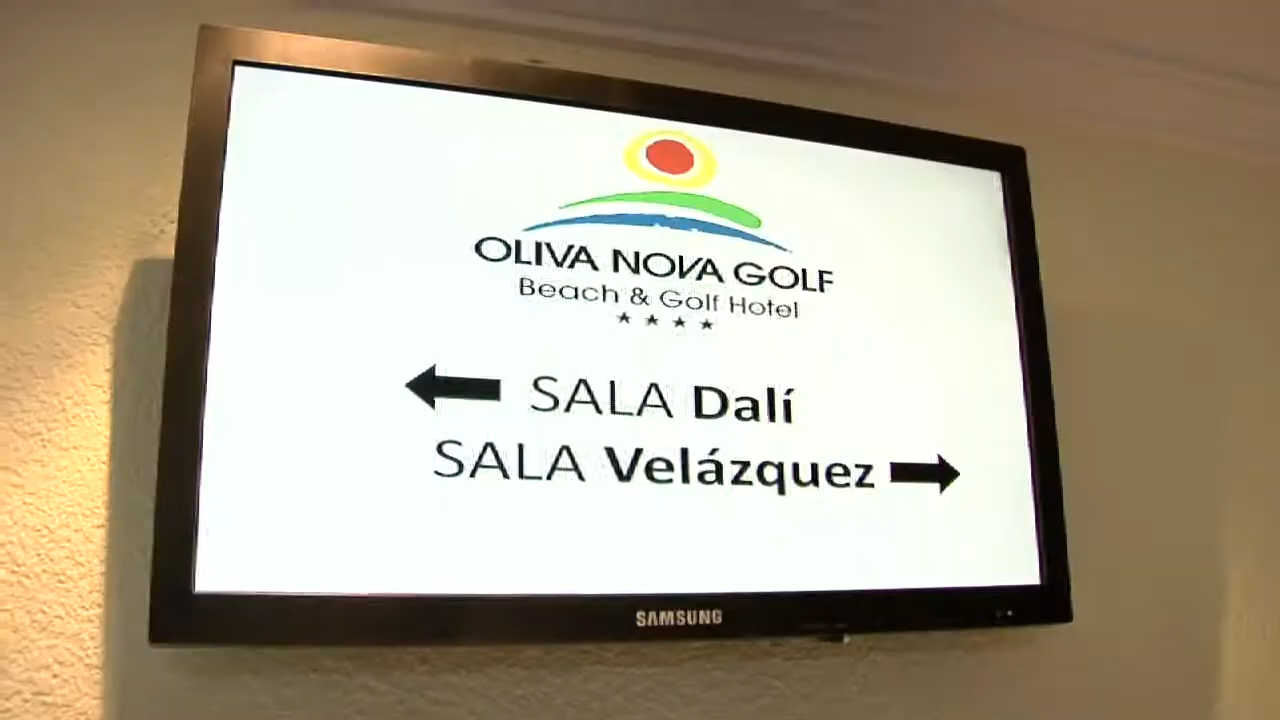 OLIVA NOVA GOLF
Beach & Golf Hotel
★ ★ ★ ★
← SALA Dalí
SALA Velázquez →
SAMSUNG